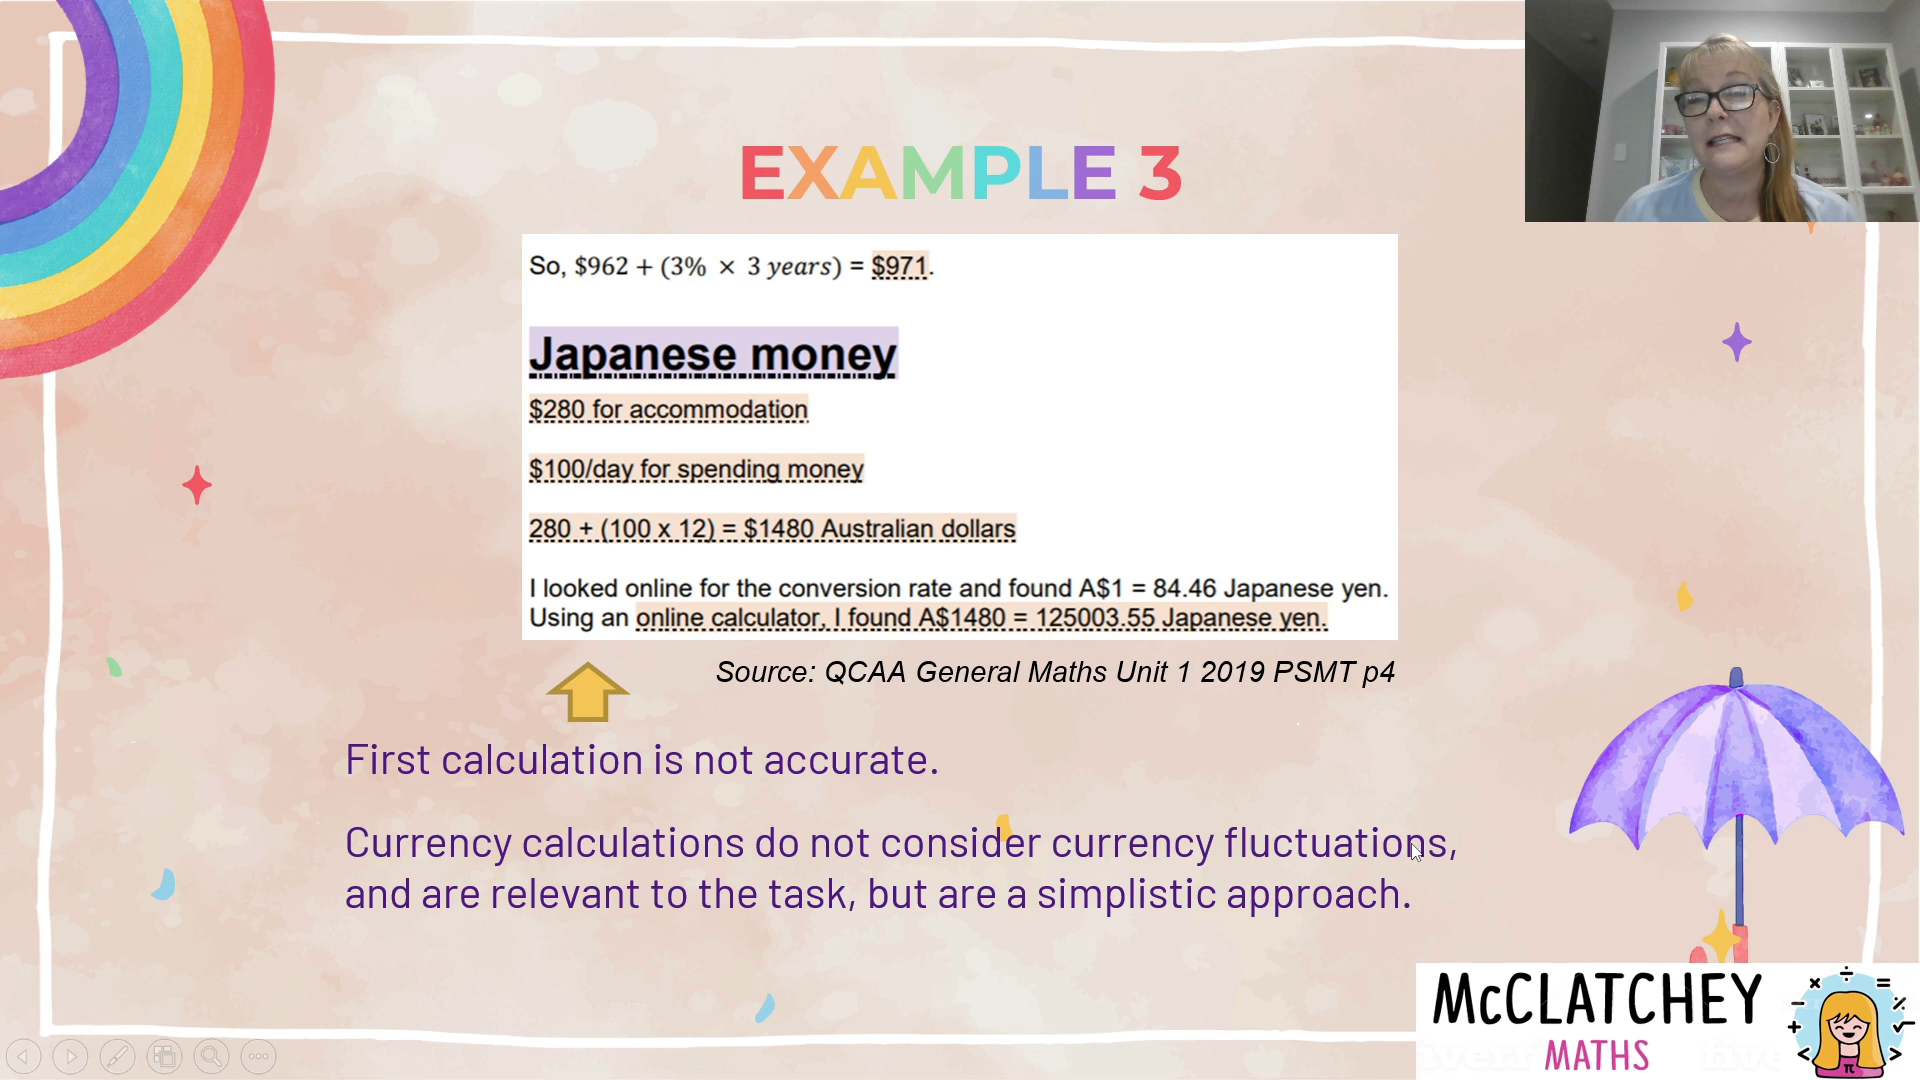 EXAMPLE 3
So, $962 + (3% × 3 years) = $971.
Japanese money
$280 for accommodation
$100/day for spending money
280 + (100 x 12) = $1480 Australian dollars
I looked online for the conversion rate and found A$1 = 84.46 Japanese yen.
Using an online calculator, I found A$1480 = 125003.55 Japanese yen.
Source: QCAA General Maths Unit 1 2019 PSMT p4
First calculation is not accurate.
Currency calculations do not consider currency fluctuations,
and are relevant to the task, but are a simplistic approach.
McCLATCHEY
MATHS